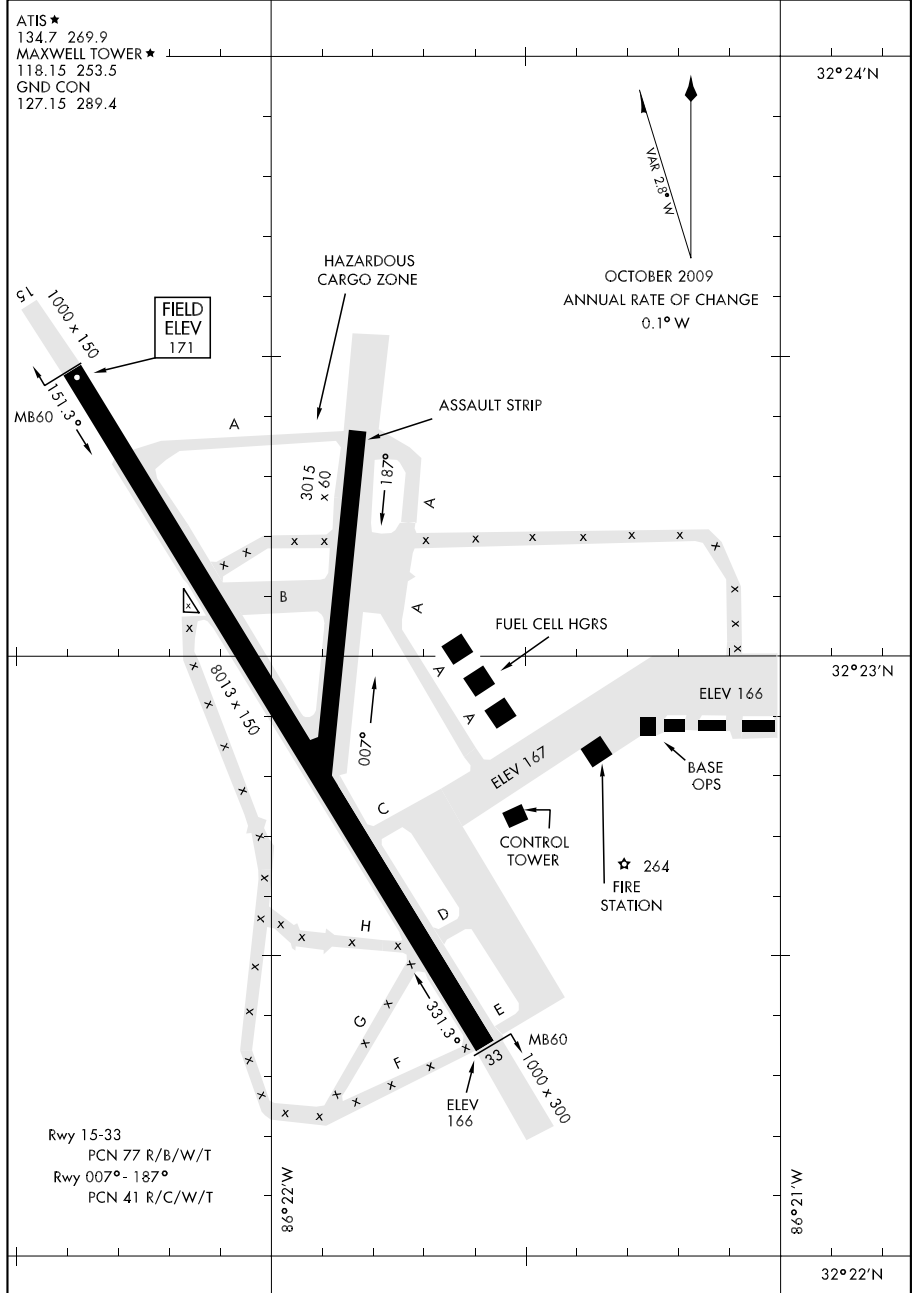 ATIS ★
134.7 269.9
MAXWELL TOWER ★
118.15 253.5
GND CON
127.15 289.4
32°24'N
VAR 2.8° W
OCTOBER 2009
ANNUAL RATE OF CHANGE
0.1° W
HAZARDOUS
CARGO ZONE
15
1000 x 150
FIELD
ELEV
171
151.3°
MB60
A
ASSAULT STRIP
3015
x 60
187°
A
x x x x x x x x x x x x x x
B
A
FUEL CELL HGRS
x
A
32°23'N
8013 x 150
ELEV 166
A
007°
ELEV 167
BASE
OPS
C
CONTROL
TOWER
264
FIRE
STATION
D
H
E
331.3°
G
MB60
33
F
1000 x 300
ELEV
166
Rwy 15-33
PCN 77 R/B/W/T
Rwy 007°- 187°
PCN 41 R/C/W/T
86°22'W
86°21'W
32°22'N